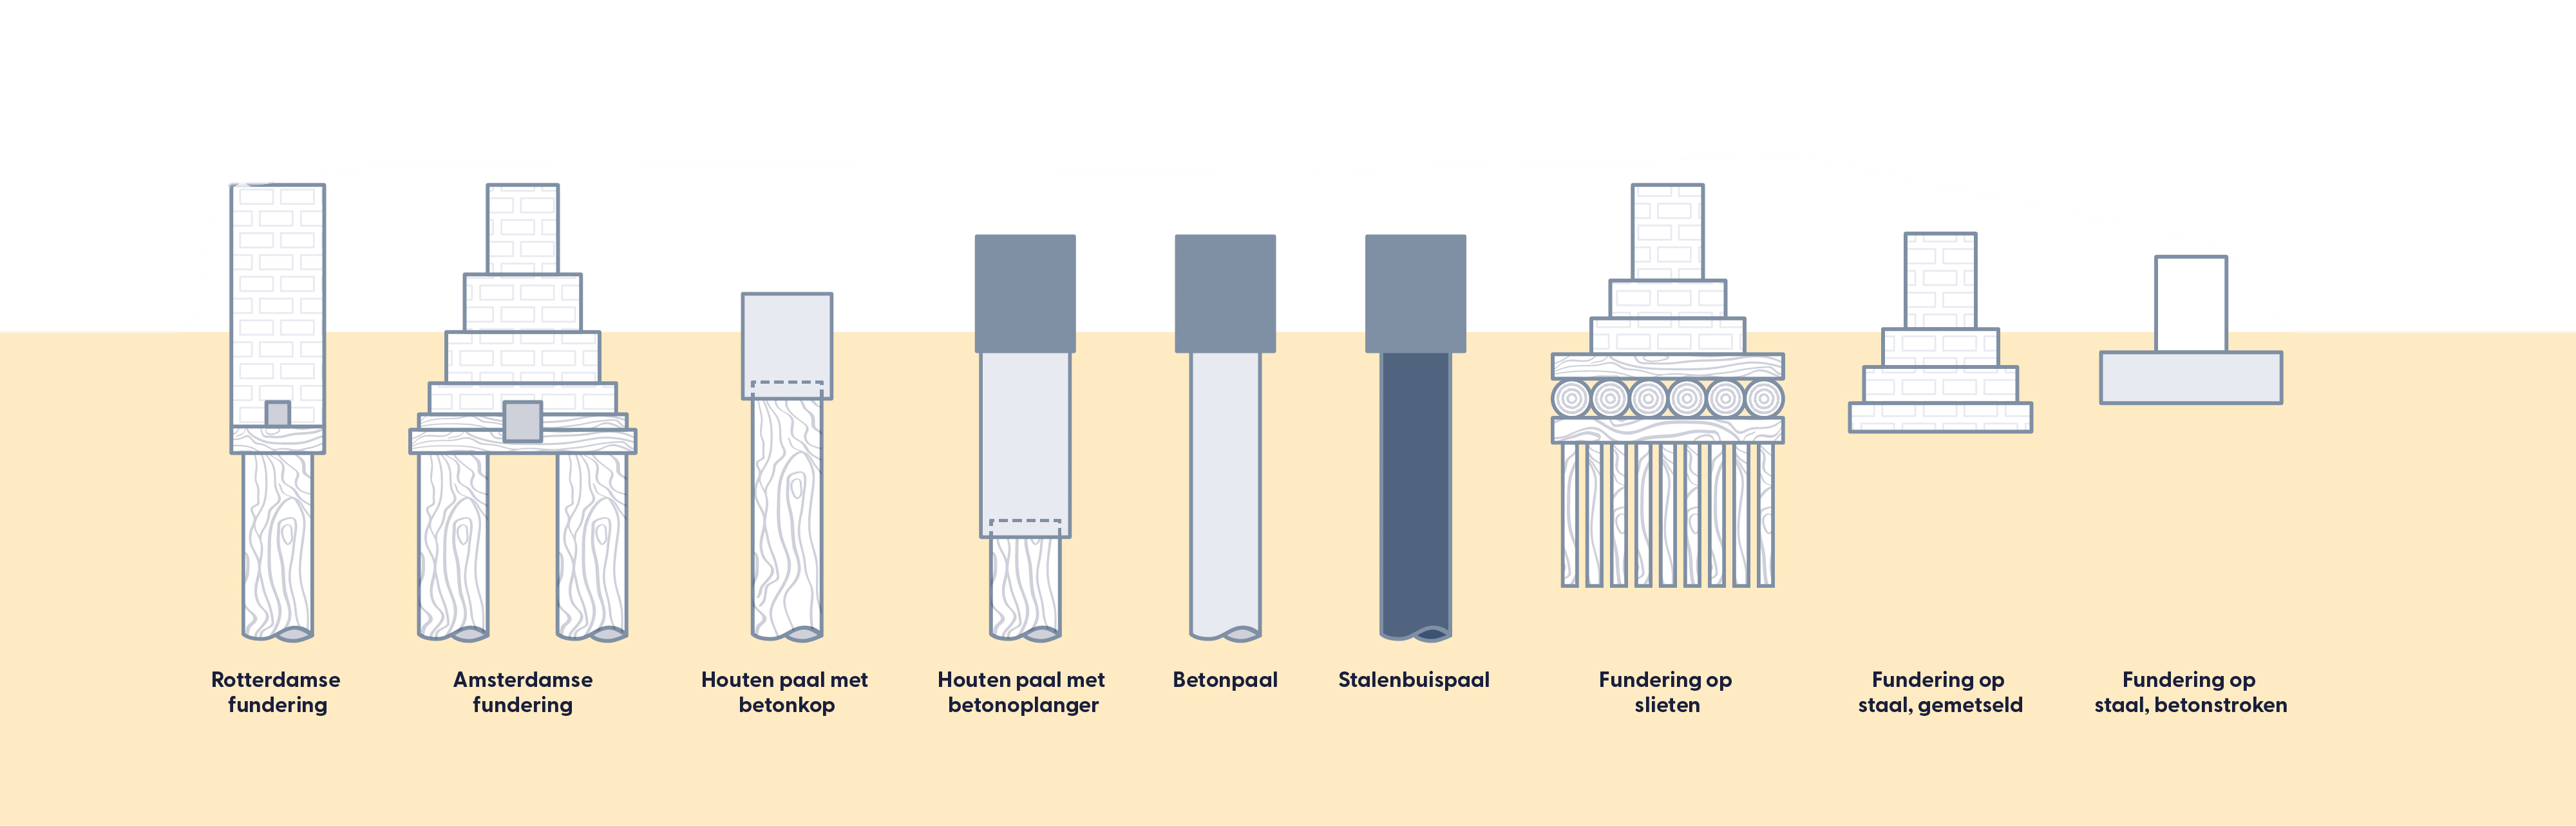 Rotterdamse
fundering
Amsterdamse
fundering
Houten paal met
betonkop
Houten paal met
betonoplanger
Betonpaal
Stalenbuispaal
Fundering op
slieten
Fundering op
staal, gemetseld
Fundering op
staal, betonstroken